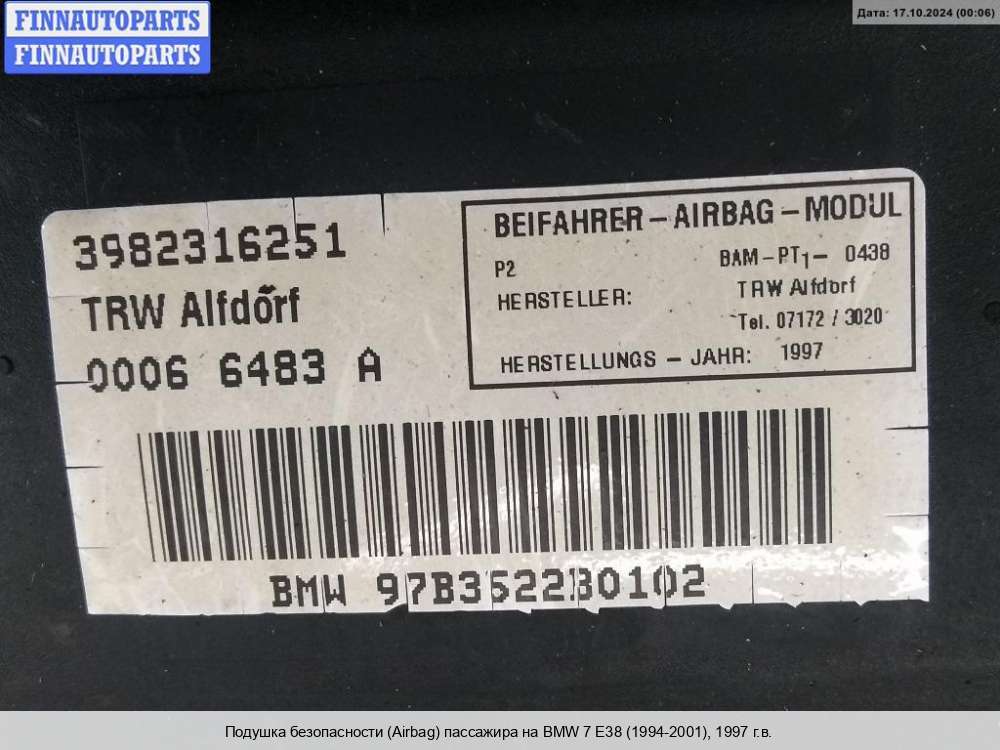 FINNAUTOPARTS
FINNAUTOPARTS
Дата: 17.10.2024 (00:06)
3982316251
TRW Alfdorf
0006 6483 A
BEIFAHRER-AIRBAG-MODUL
P2 BAM-PT1- 0438
HERSTELLER: TRW Alfdorf
Tel. 07172 / 3020
HERSTELLUNGS - JAHR: 1997
BMW 97B352230102
Подушка безопасности (Airbag) пассажира на BMW 7 E38 (1994-2001), 1997 г.в.